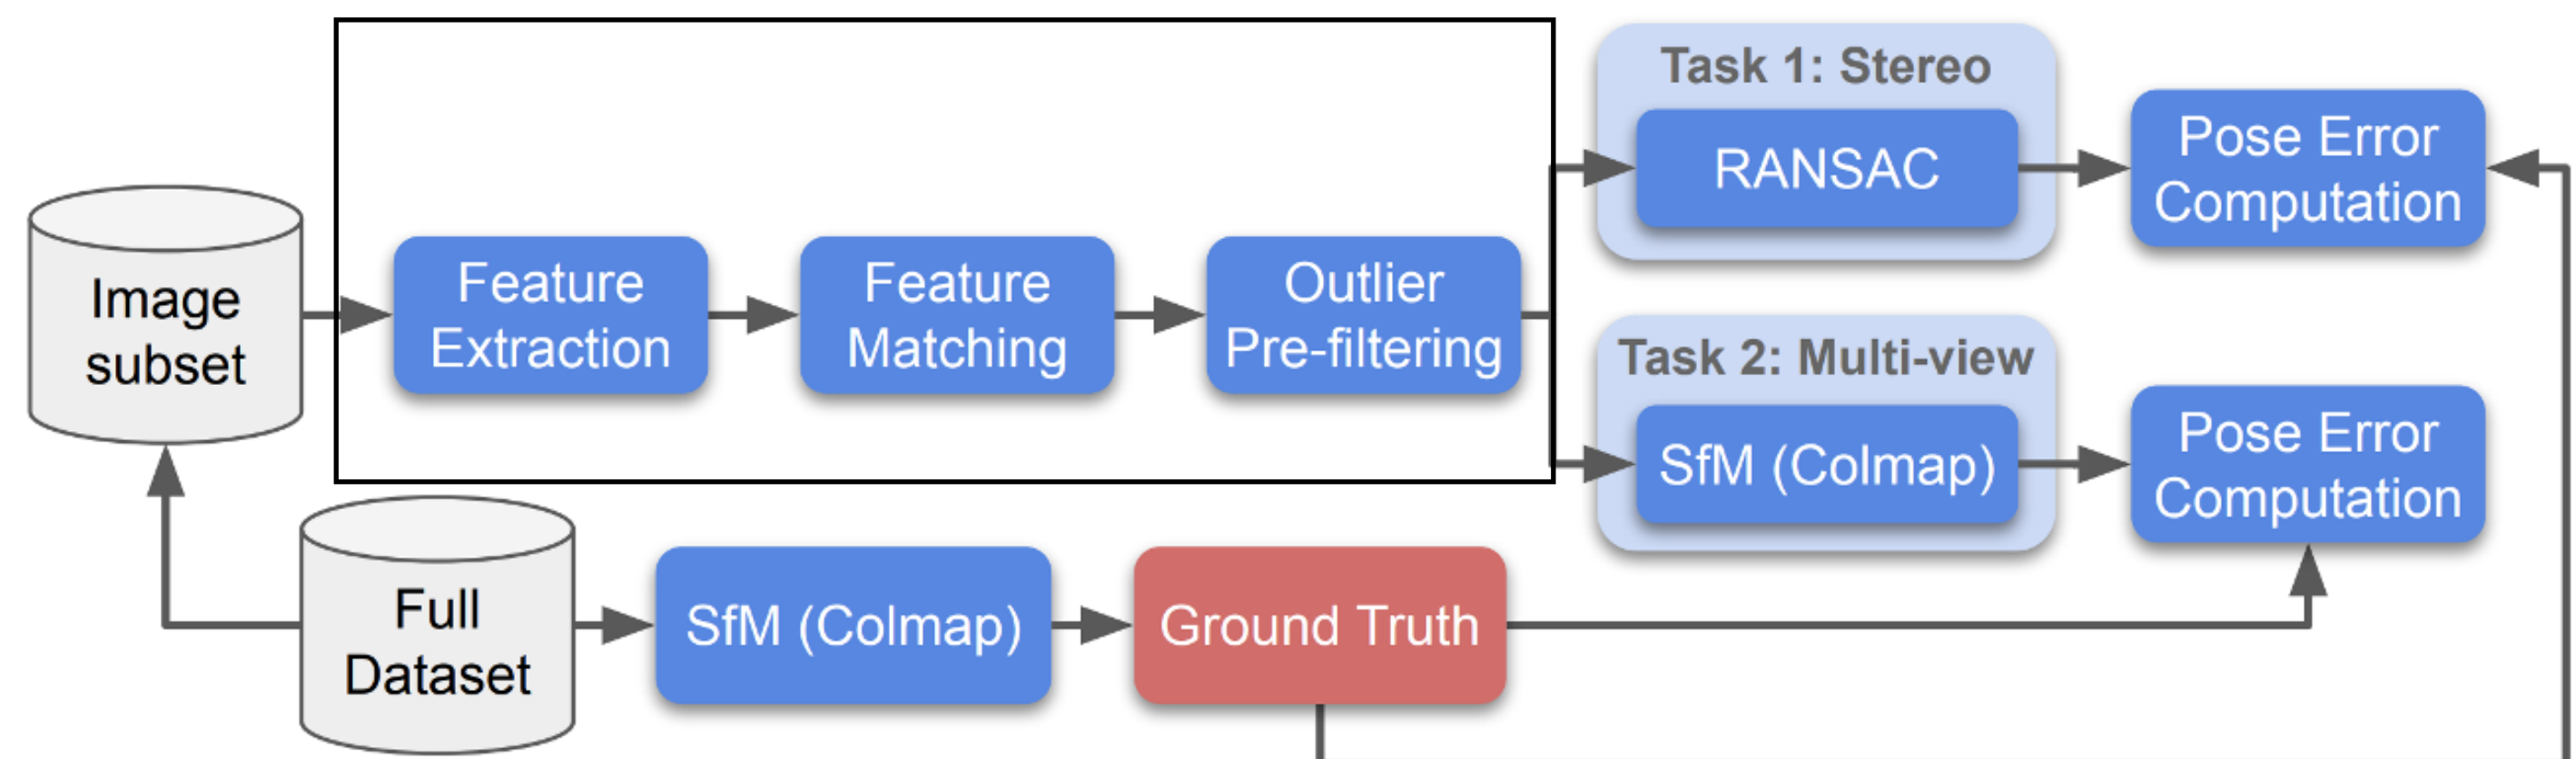 Task 1: Stereo
RANSAC
Pose Error
Computation
Image
subset
Feature
Extraction
Feature
Matching
Outlier
Pre-filtering
Task 2: Multi-view
SfM (Colmap)
Pose Error
Computation
Full
Dataset
SfM (Colmap)
Ground Truth